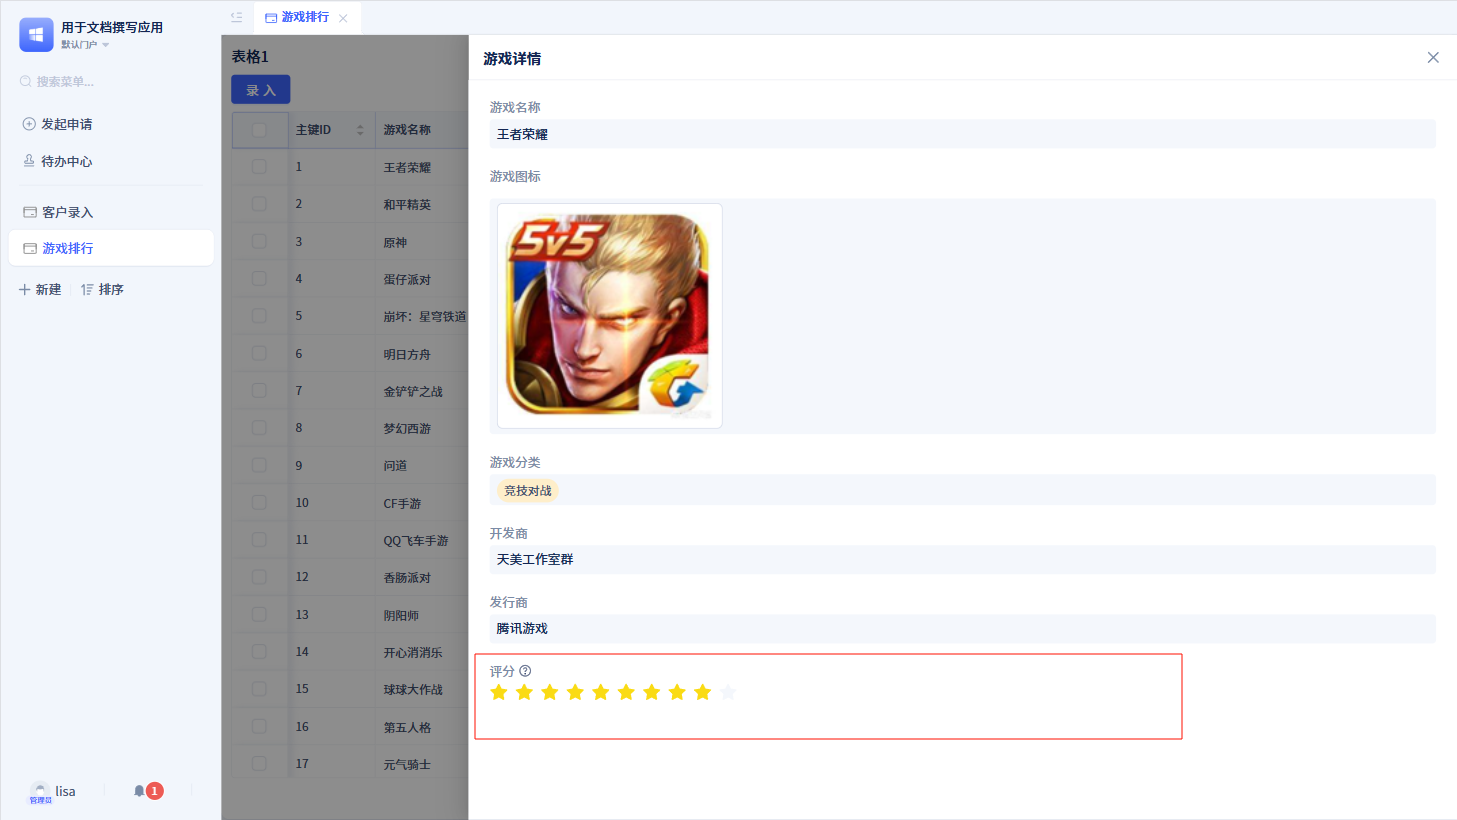 用于文档撰写应用
默认门户
搜索菜单...
发起申请
待办中心
客户录入
游戏排行
新建
排序
管理员
lisa
1
游戏排行
表格1
录 入
主键ID 游戏名称
1 王者荣耀
2 和平精英
3 原神
4 蛋仔派对
5 崩坏：星穹铁道
6 明日方舟
7 金铲铲之战
8 梦幻西游
9 问道
10 CF手游
11 QQ飞车手游
12 香肠派对
13 阴阳师
14 开心消消乐
15 球球大作战
16 第五人格
17 元气骑士
游戏详情
游戏名称
王者荣耀
游戏图标
5v5
游戏分类
竞技对战
开发商
天美工作室群
发行商
腾讯游戏
评分